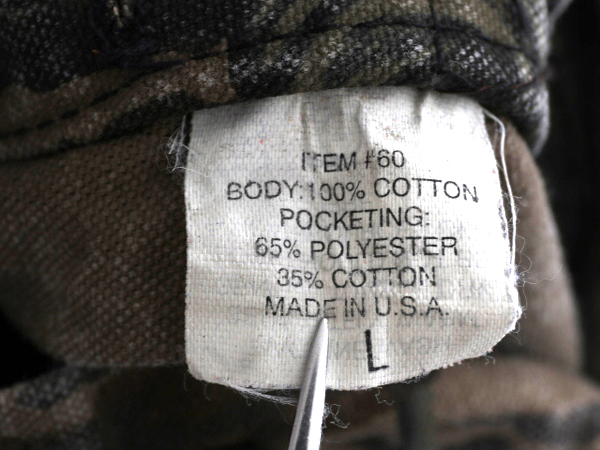 ITEM #60
BODY:100% COTTON
POCKETING:
65% POLYESTER
35% COTTON
MADE IN U.S.A.
L